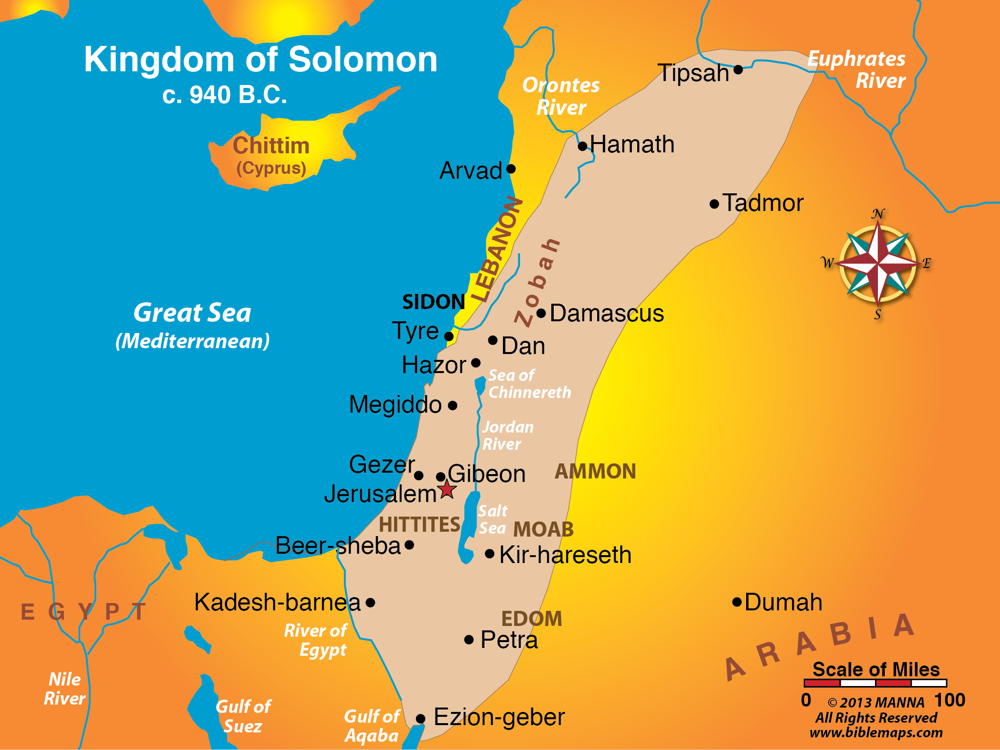 Kingdom of Solomon
c. 940 B.C.
Euphrates
River
Tipsah
Orontes
River
Chittim
(Cyprus)
Hamath
Arvad
Tadmor
LEBANON
Zobah
N
W
E
S
Great Sea
(Mediterranean)
SIDON
Damascus
Tyre
Dan
Hazor
Sea of
Chinnereth
Megiddo
Jordan
River
Gezer
Gibeon
AMMON
Jerusalem
HITTITES
Salt
Sea
MOAB
Beer-sheba
Kir-hareseth
EGYPT
Kadesh-barnea
Dumah
River of
Egypt
EDOM
Petra
ARABIA
Nile
River
Gulf of
Suez
Gulf of
Aqaba
Ezion-geber
Scale of Miles
0 100
© 2013 MANNA
All Rights Reserved
www.biblemaps.com